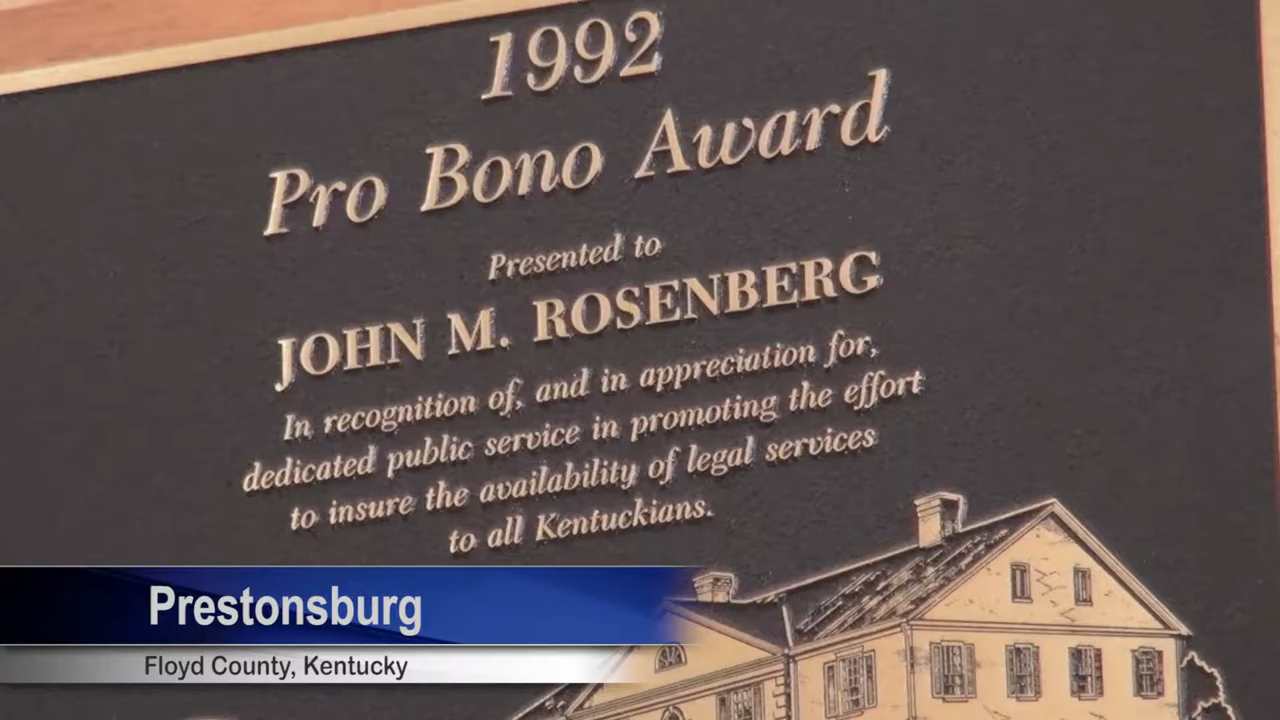 1992
Pro Bono Award
Presented to
JOHN M. ROSENBERG
In recognition of, and in appreciation for,
dedicated public service in promoting the effort
to insure the availability of legal services
to all Kentuckians.
Prestonsburg
Floyd County, Kentucky